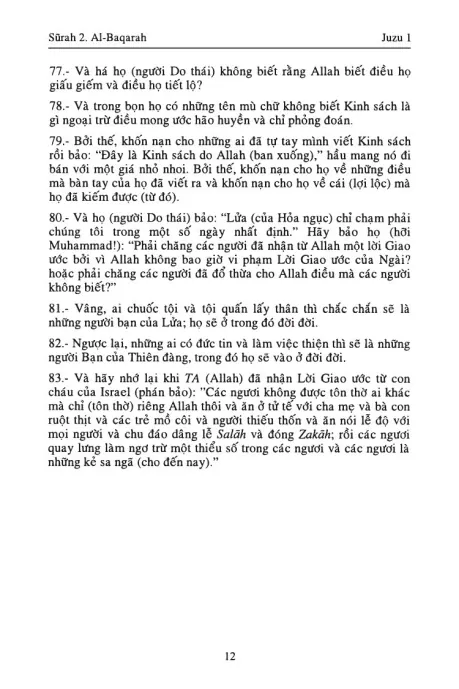 Sūrah 2. Al-Baqarah Juzu 1
77.- Và há họ (người Do thái) không biết rằng Allah biết điều họ
giấu giếm và điều họ tiết lộ?
78.- Và trong bọn họ có những tên mù chữ không biết Kinh sách là
gì ngoại trừ điều mong ước hão huyền và chỉ phỏng đoán.
79.- Bởi thế, khốn nạn cho những ai đã tự tay mình viết Kinh sách
rồi bảo: “Đây là Kinh sách do Allah (ban xuống),” hầu mang nó đi
bán với một giá nhỏ nhoi. Bởi thế, khốn nạn cho họ về những điều
mà bàn tay của họ đã viết ra và khốn nạn cho họ về cái (lợi lộc) mà
họ đã kiếm được (từ đó).
80.- Và họ (người Do thái) bảo: “Lửa (của Hỏa ngục) chỉ chạm phải
chúng tôi trong một số ngày nhất định.” Hãy bảo họ (hỡi
Muhammad!): “Phải chăng các người đã nhận từ Allah một lời Giao
ước bởi vì Allah không bao giờ vi phạm Lời Giao ước của Ngài?
hoặc phải chăng các người đã đổ thừa cho Allah điều mà các người
không biết?”
81.- Vâng, ai chuốc tội và tội quấn lấy thân thì chắc chắn sẽ là
những người bạn của Lửa; họ sẽ ở trong đó đời đời.
82.- Ngược lại, những ai có đức tin và làm việc thiện thì sẽ là những
người Bạn của Thiên đàng, trong đó họ sẽ vào ở đời đời.
83.- Và hãy nhớ lại khi TA (Allah) đã nhận Lời Giao ước từ con
cháu của Israel (phán bảo): "Các ngươi không được tôn thờ ai khác
mà chỉ (tôn thờ) riêng Allah thôi và ăn ở tử tế với cha mẹ và bà con
ruột thịt và các trẻ mồ côi và người thiếu thốn và ăn nói lễ độ với
mọi người và chu đáo dâng lễ Salāh và đóng Zakāh; rồi các ngươi
quay lưng làm ngơ trừ một thiểu số trong các ngươi và các ngươi là
những kẻ sa ngã (cho đến nay).”
12